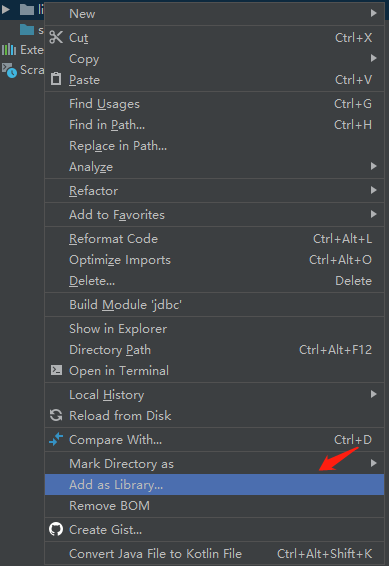 li
New
Cut Ctrl+X
s
Copy
Exte
Scra
Paste Ctrl+V
Find Usages Ctrl+G
Find in Path... Ctrl+H
Replace in Path...
Analyze
Refactor
Add to Favorites
Reformat Code Ctrl+Alt+L
Optimize Imports Ctrl+Alt+O
Delete... Delete
Build Module 'jdbc'
Show in Explorer
Directory Path Ctrl+Alt+F12
Open in Terminal
Local History
Reload from Disk
Compare With... Ctrl+D
Mark Directory as
Add as Library...
Remove BOM
Create Gist...
Convert Java File to Kotlin File Ctrl+Alt+Shift+K